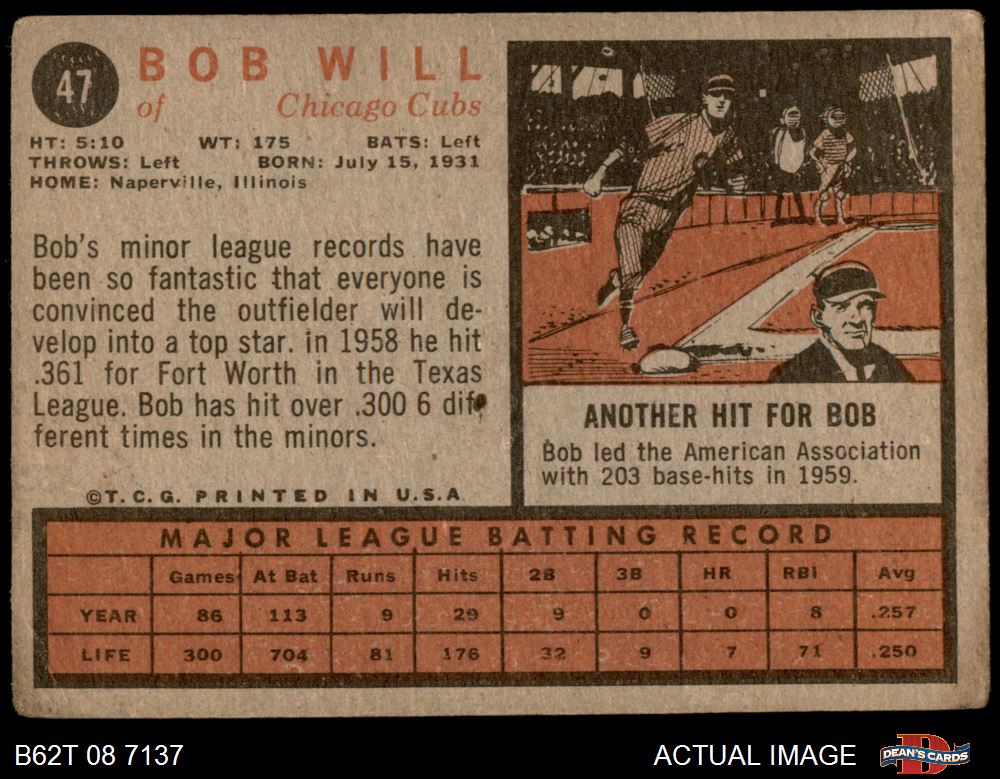 47
BOB WILL
of Chicago Cubs
HT: 5:10 WT: 175 BATS: Left
THROWS: Left BORN: July 15, 1931
HOME: Naperville, Illinois
Bob's minor league records have
been so fantastic that everyone is
convinced the outfielder will de-
velop into a top star. in 1958 he hit
.361 for Fort Worth in the Texas
League. Bob has hit over .300 6 dif-
ferent times in the minors.
©T. C. G. PRINTED IN U.S.A.
ANOTHER HIT FOR BOB
Bob led the American Association
with 203 base-hits in 1959.
MAJOR LEAGUE BATTING RECORD
Games At Bat Runs Hits 2B 3B HR RBI Avg
YEAR 86 113 9 29 9 0 0 8 .257
LIFE 300 704 81 176 32 9 7 71 .250
B62T 08 7137 ACTUAL IMAGE DEAN'S CARDS